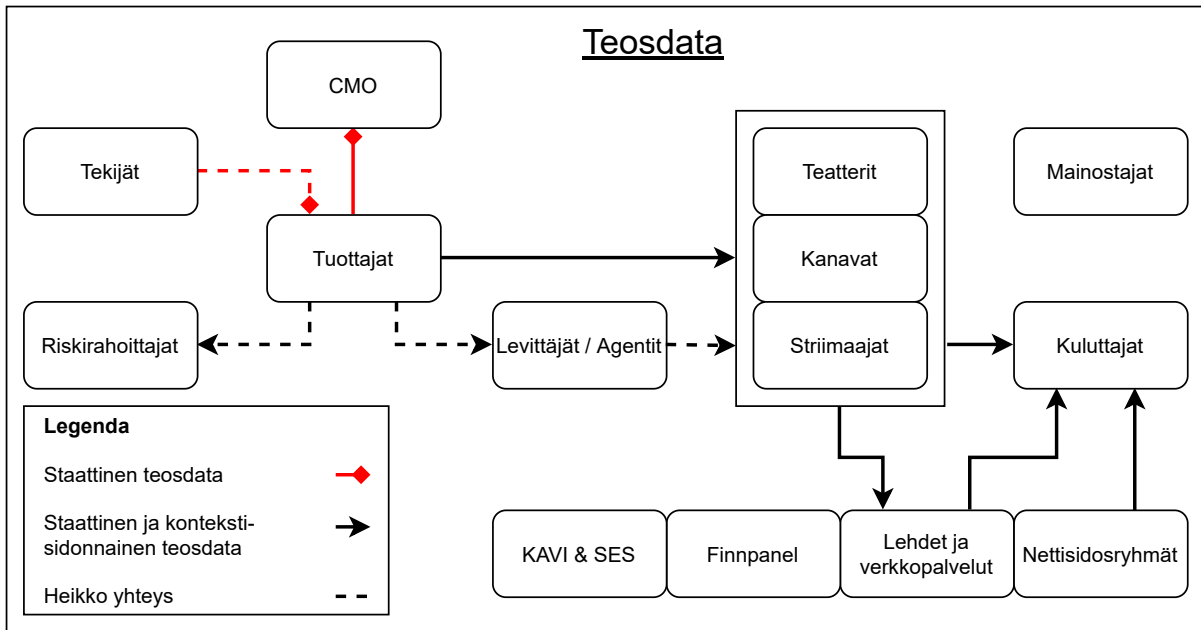 Teosdata
CMO
Tekijät
Teatterit
Mainostajat
Tuottajat
Kanavat
Riskirahoittajat
Levittäjät / Agentit
Striimaajat
Kuluttajat
Legenda
Staattinen teosdata
Staattinen ja konteksti-
sidonnainen teosdata
Heikko yhteys
KAVI & SES
Finnpanel
Lehdet ja
verkkopalvelut
Nettisidosryhmät